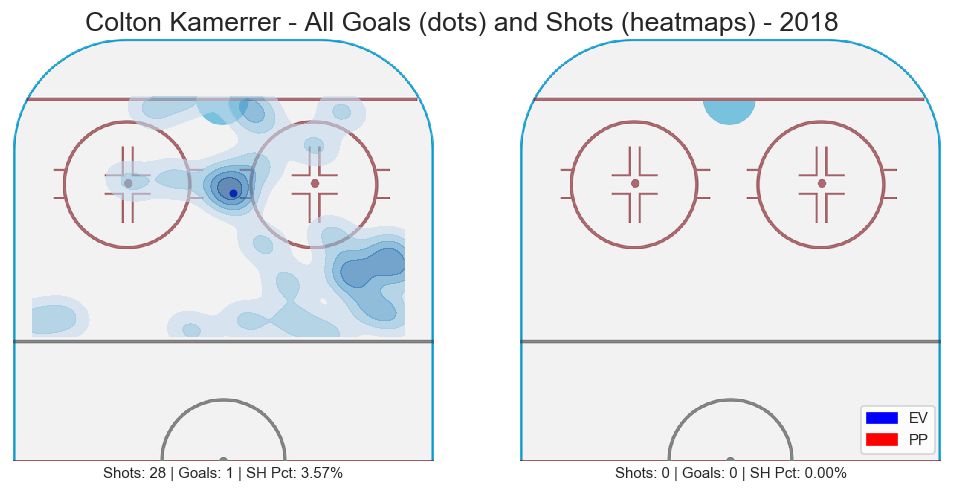 Colton Kamerrer - All Goals (dots) and Shots (heatmaps) - 2018
EV
PP
Shots: 28 | Goals: 1 | SH Pct: 3.57%
Shots: 0 | Goals: 0 | SH Pct: 0.00%